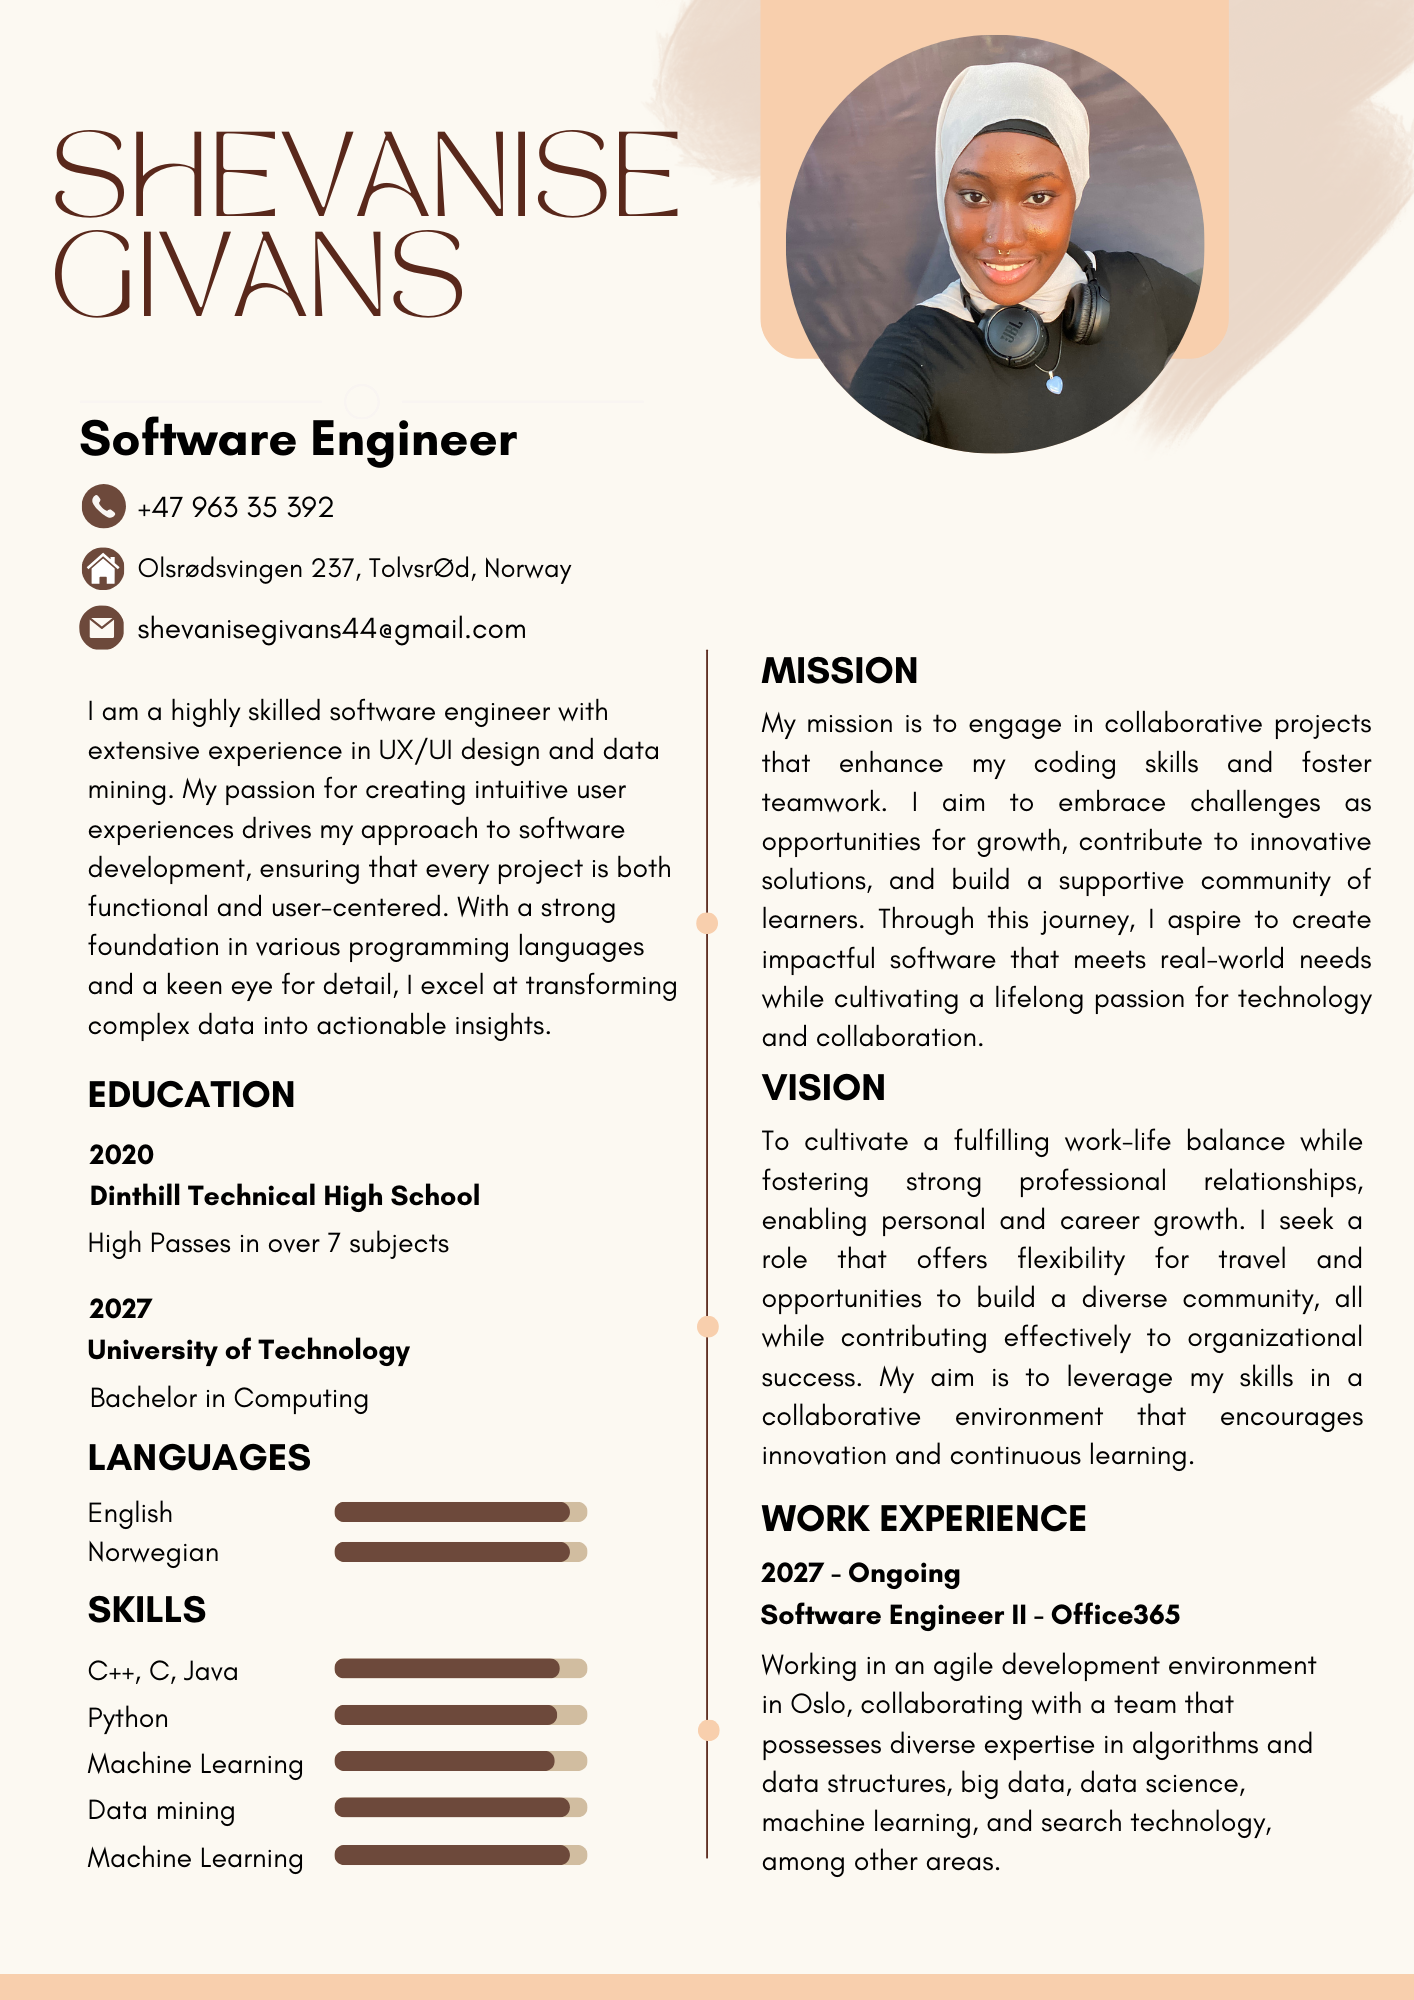 SHEVANISE
GIVANS
Software Engineer
+47 963 35 392
Olsrødsvingen 237, TolvsrØd, Norway
shevanisegivans44@gmail.com
I am a highly skilled software engineer with
extensive experience in UX/UI design and data
mining. My passion for creating intuitive user
experiences drives my approach to software
development, ensuring that every project is both
functional and user-centered. With a strong
foundation in various programming languages
and a keen eye for detail, I excel at transforming
complex data into actionable insights.
EDUCATION
2020
Dinthill Technical High School
High Passes in over 7 subjects
2027
University of Technology
Bachelor in Computing
LANGUAGES
English
Norwegian
SKILLS
C++, C, Java
Python
Machine Learning
Data mining
Machine Learning
JBL
MISSION
My mission is to engage in collaborative projects
that enhance my coding skills and foster
teamwork. I aim to embrace challenges as
opportunities for growth, contribute to innovative
solutions, and build a supportive community of
learners. Through this journey, I aspire to create
impactful software that meets real-world needs
while cultivating a lifelong passion for technology
and collaboration.
VISION
To cultivate a fulfilling work-life balance while
fostering strong professional relationships,
enabling personal and career growth. I seek a
role that offers flexibility for travel and
opportunities to build a diverse community, all
while contributing effectively to organizational
success. My aim is to leverage my skills in a
collaborative environment that encourages
innovation and continuous learning.
WORK EXPERIENCE
2027 - Ongoing
Software Engineer II - Office365
Working in an agile development environment
in Oslo, collaborating with a team that
possesses diverse expertise in algorithms and
data structures, big data, data science,
machine learning, and search technology,
among other areas.